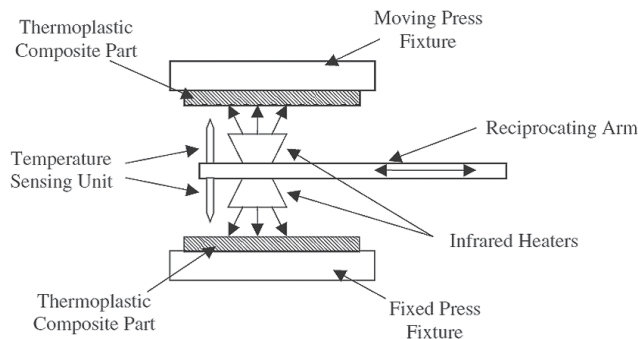 Thermoplastic
Composite Part
Moving Press
Fixture
Reciprocating Arm
Temperature
Sensing Unit
Infrared Heaters
Thermoplastic
Composite Part
Fixed Press
Fixture